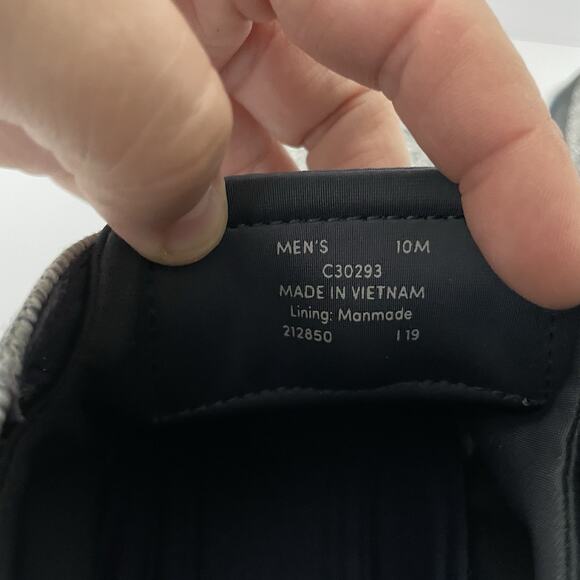 MEN'S 10M
C30293
MADE IN VIETNAM
Lining: Manmade
212850 I 19